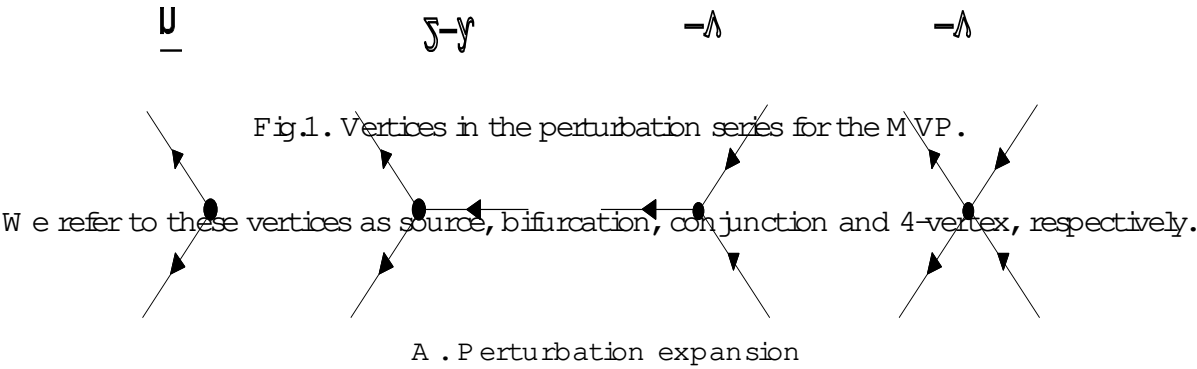 Fig.1. Vertices in the perturbation series for the MVP.
We refer to these vertices as source, bifurcation, conjunction and 4-vertex, respectively.
A. Perturbation expansion